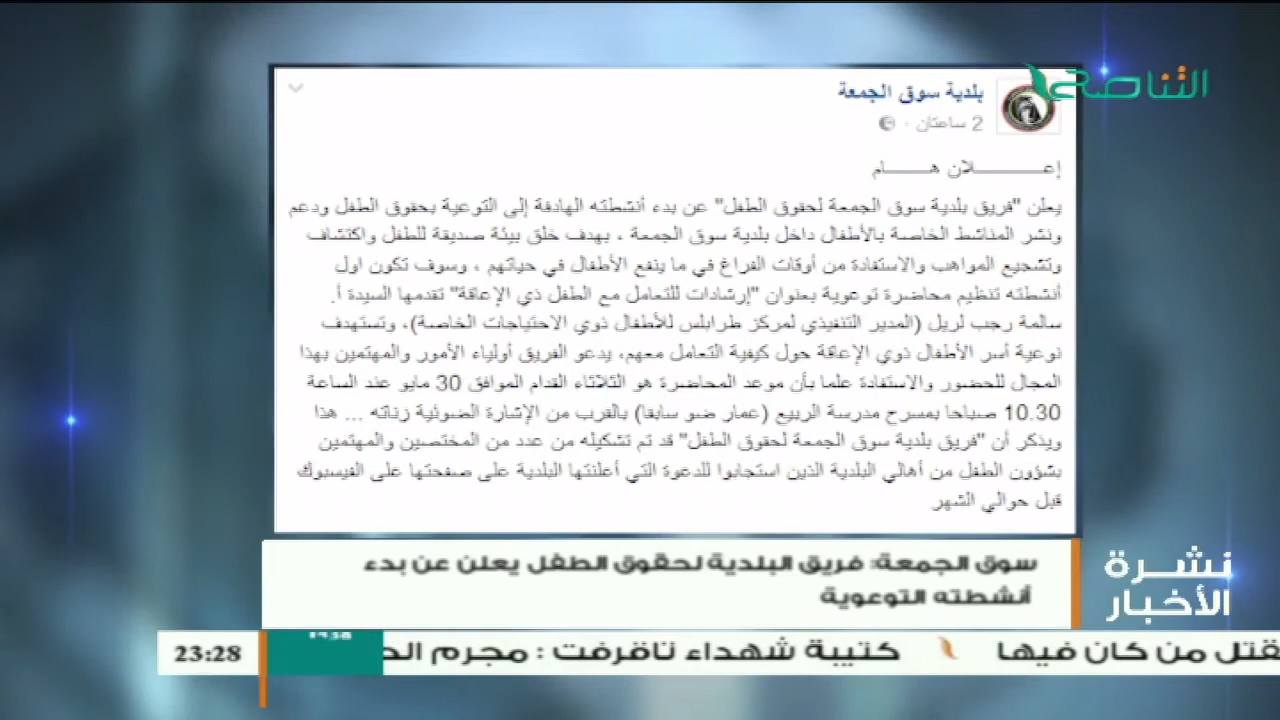 التناصح
بلدية سوق الجمعة
2 ساعتان ·
إعــــــــلان هــــــام
يعلن "فريق بلدية سوق الجمعة لحقوق الطفل" عن بدء أنشطته الهادفة إلى التوعية بحقوق الطفل ودعم
ونشر المناشط الخاصة بالأطفال داخل بلدية سوق الجمعة ، بهدف خلق بيئة صديقة للطفل واكتشاف
وتشجيع المواهب والاستفادة من أوقات الفراغ في ما ينفع الأطفال في حياتهم ، وسوف تكون اول
أنشطته تنظيم محاضرة توعوية بعنوان "إرشادات للتعامل مع الطفل ذي الإعاقة" تقدمها السيدة أ.
سالمة رجب لريل (المدير التنفيذي لمركز طرابلس للأطفال ذوي الاحتياجات الخاصة)، وتستهدف
توعية أسر الأطفال ذوي الإعاقة حول كيفية التعامل معهم، يدعو الفريق أولياء الأمور والمهتمين بهذا
المجال للحضور والاستفادة علما بأن موعد المحاضرة هو الثلاثاء القدام الموافق 30 مايو عند الساعة
10.30 صباحا بمسرح مدرسة الربيع (عمار ضو سابقا) بالقرب من الإشارة الضوئية زناته ... هذا
ويذكر أن "فريق بلدية سوق الجمعة لحقوق الطفل" قد تم تشكيله من عدد من المختصين والمهتمين
بشؤون الطفل من أهالي البلدية الذين استجابوا للدعوة التي أعلنتها البلدية على صفحتها على الفيسبوك
قبل حوالي الشهر
سوق الجمعة: فريق البلدية لحقوق الطفل يعلن عن بدء
أنشطته التوعوية
نشرة
الأخبار
يقتل من كان فيها كتيبة شهداء تاقرفت : مجرم الد
23:28